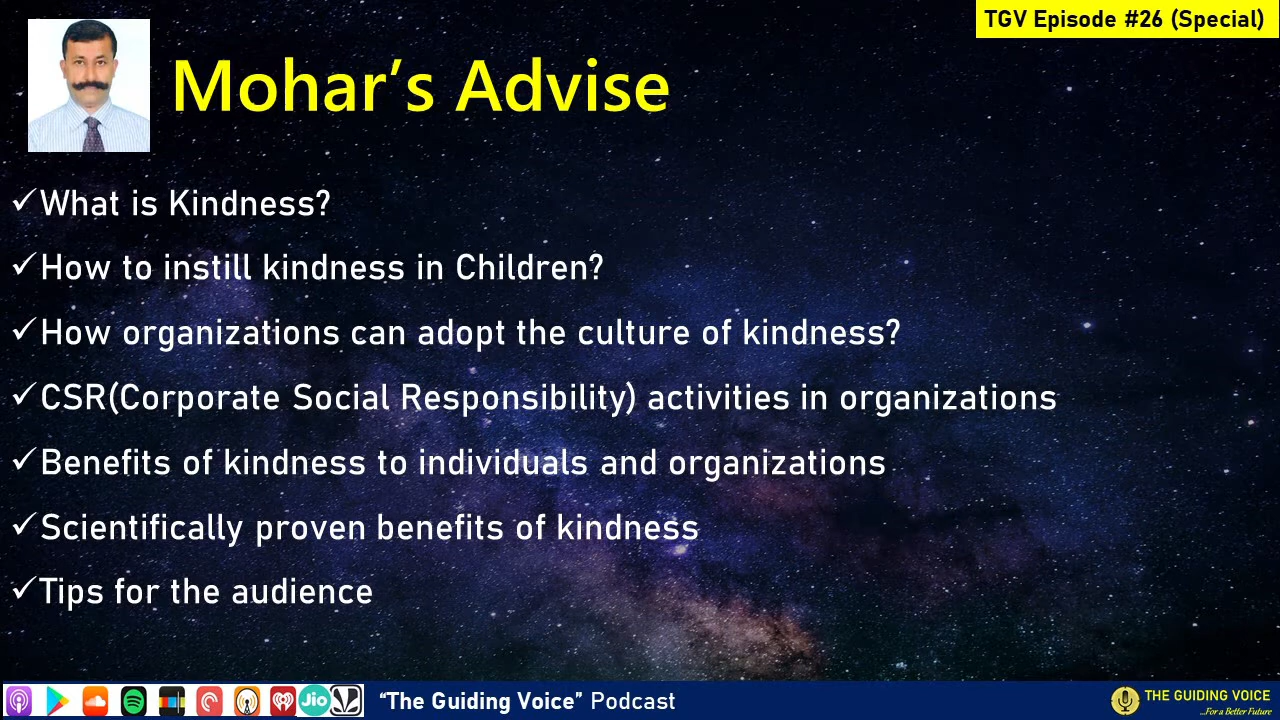 TGV Episode #26 (Special)
Mohar’s Advise
✓What is Kindness?
✓How to instill kindness in Children?
✓How organizations can adopt the culture of kindness?
✓CSR(Corporate Social Responsibility) activities in organizations
✓Benefits of kindness to individuals and organizations
✓Scientifically proven benefits of kindness
✓Tips for the audience
Jio
“The Guiding Voice” Podcast
THE GUIDING VOICE
...For a Better Future